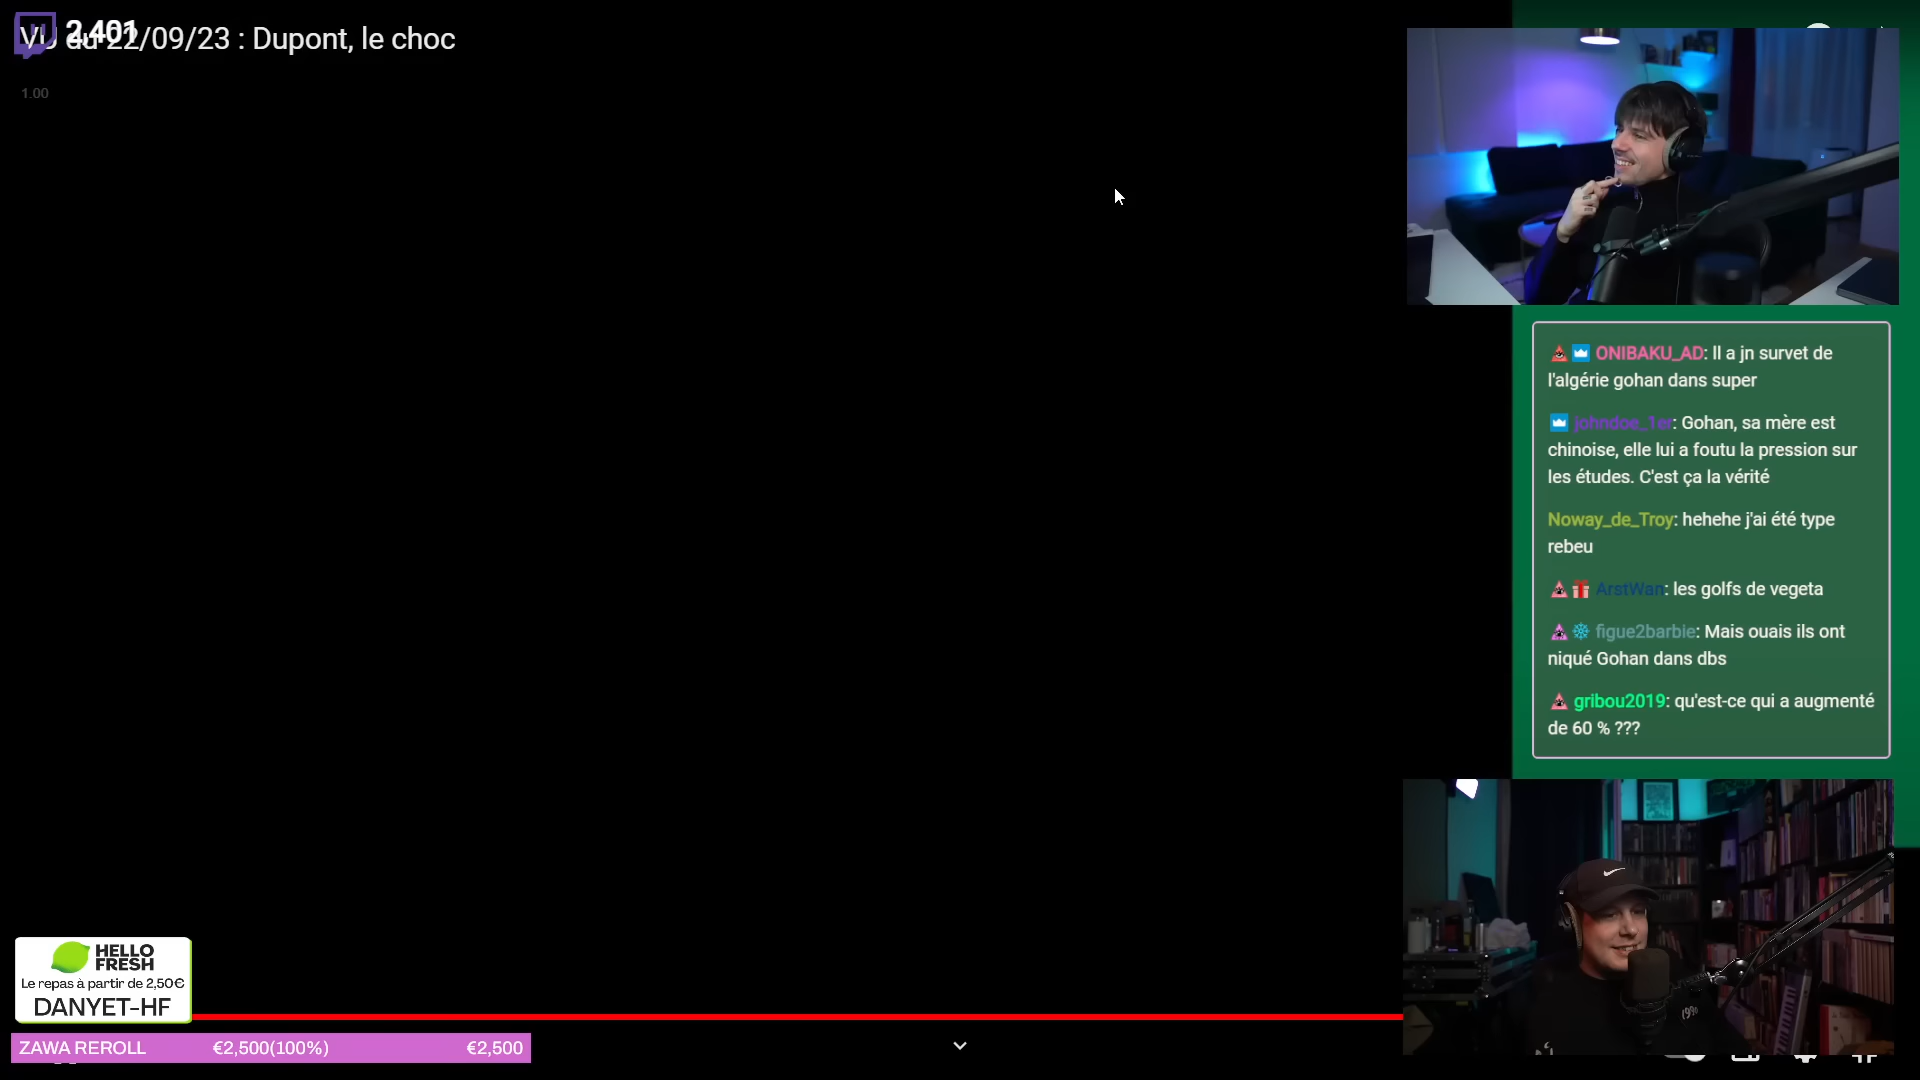 2,401
VU du 22/09/23 : Dupont, le choc
1.00
ONIBAKU_AD: Il a jn survet de
l'algérie gohan dans super
johndoe_1er: Gohan, sa mère est
chinoise, elle lui a foutu la pression sur
les études. C'est ça la vérité
Noway_de_Troy: hehehe j'ai été type
rebeu
ArstWan: les golfs de vegeta
figue2barbie: Mais ouais ils ont
niqué Gohan dans dbs
gribou2019: qu'est-ce qui a augmenté
de 60 % ???
HELLO
FRESH
Le repas à partir de 2,50€
DANYET-HF
ZAWA REROLL €2,500(100%) €2,500